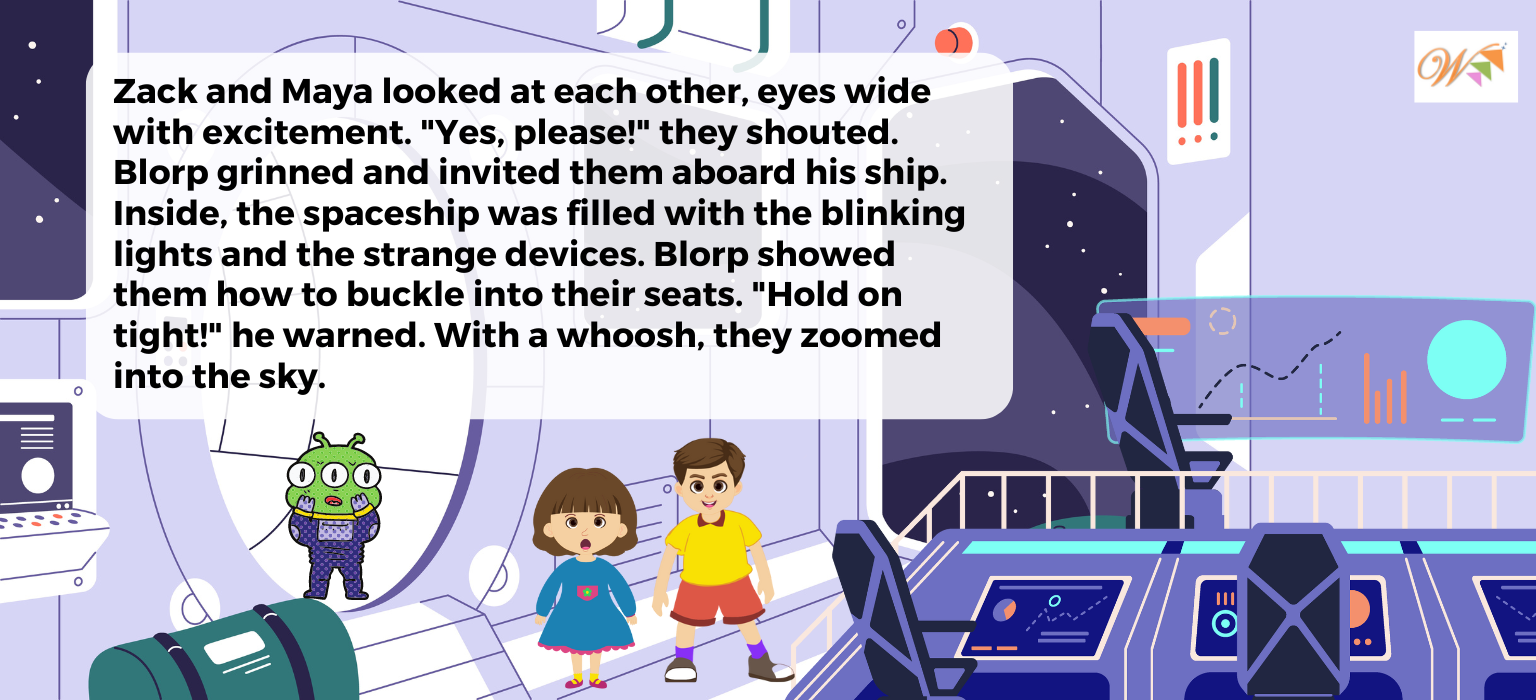 Zack and Maya looked at each other, eyes wide
with excitement. "Yes, please!" they shouted.
Blorp grinned and invited them aboard his ship.
Inside, the spaceship was filled with the blinking
lights and the strange devices. Blorp showed
them how to buckle into their seats. "Hold on
tight!" he warned. With a whoosh, they zoomed
into the sky.
W